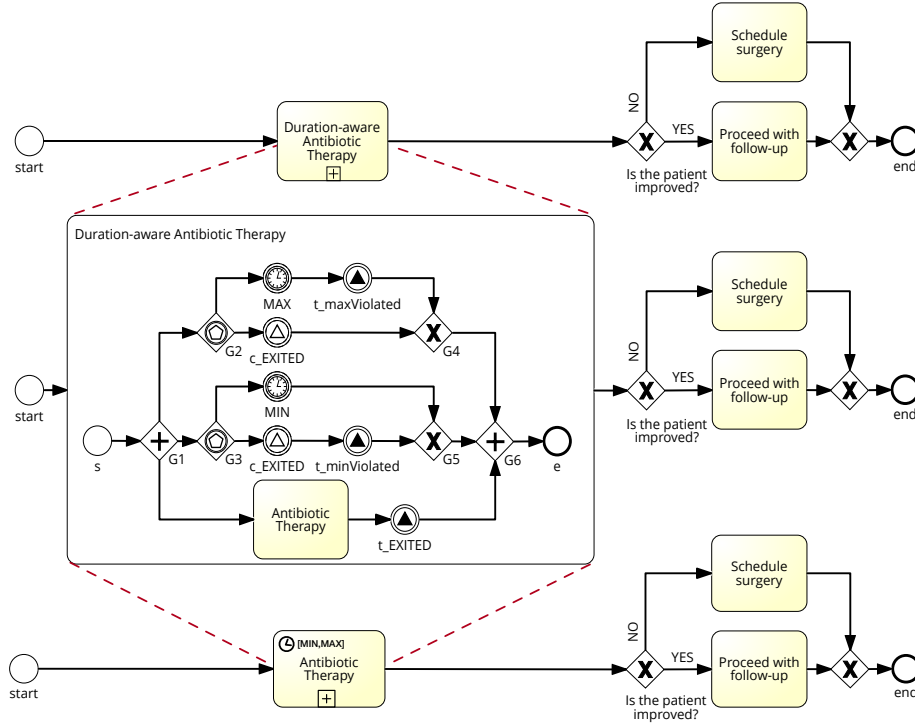 Schedule
surgery
NO
Duration-aware
Antibiotic
Therapy
YES
Proceed with
follow-up
start
Is the patient
improved?
end
Duration-aware Antibiotic Therapy
MAX
t_maxViolated
G2
c_EXITED
G4
MIN
s
G1
G3
c_EXITED
t_minViolated
G5
G6
e
Antibiotic
Therapy
t_EXITED
start
Schedule
surgery
NO
YES
Proceed with
follow-up
Is the patient
improved?
end
Schedule
surgery
NO
[MIN,MAX]
Antibiotic
Therapy
YES
Proceed with
follow-up
start
Is the patient
improved?
end